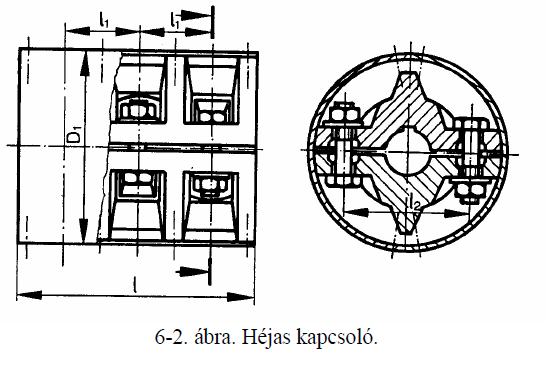 l₁ l₁
D₁
l₂
l
6-2. ábra. Héjas kapcsoló.